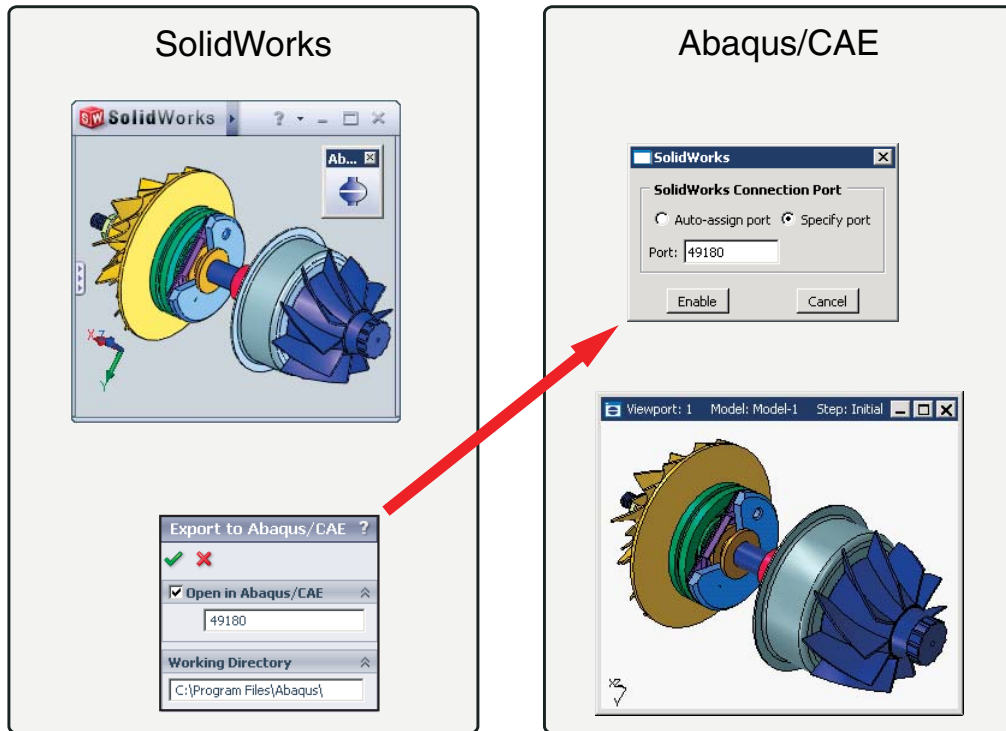 SolidWorks
SolidWorks
?
Ab...
X Z
Y
Export to Abaqus/CAE ?
Open in Abaqus/CAE
49180
Working Directory
C:\Program Files\Abaqus\
Abaqus/CAE
SolidWorks
SolidWorks Connection Port
Auto-assign port Specify port
Port: 49180
Enable Cancel
Viewport: 1 Model: Model-1 Step: Initial
XZ
Y